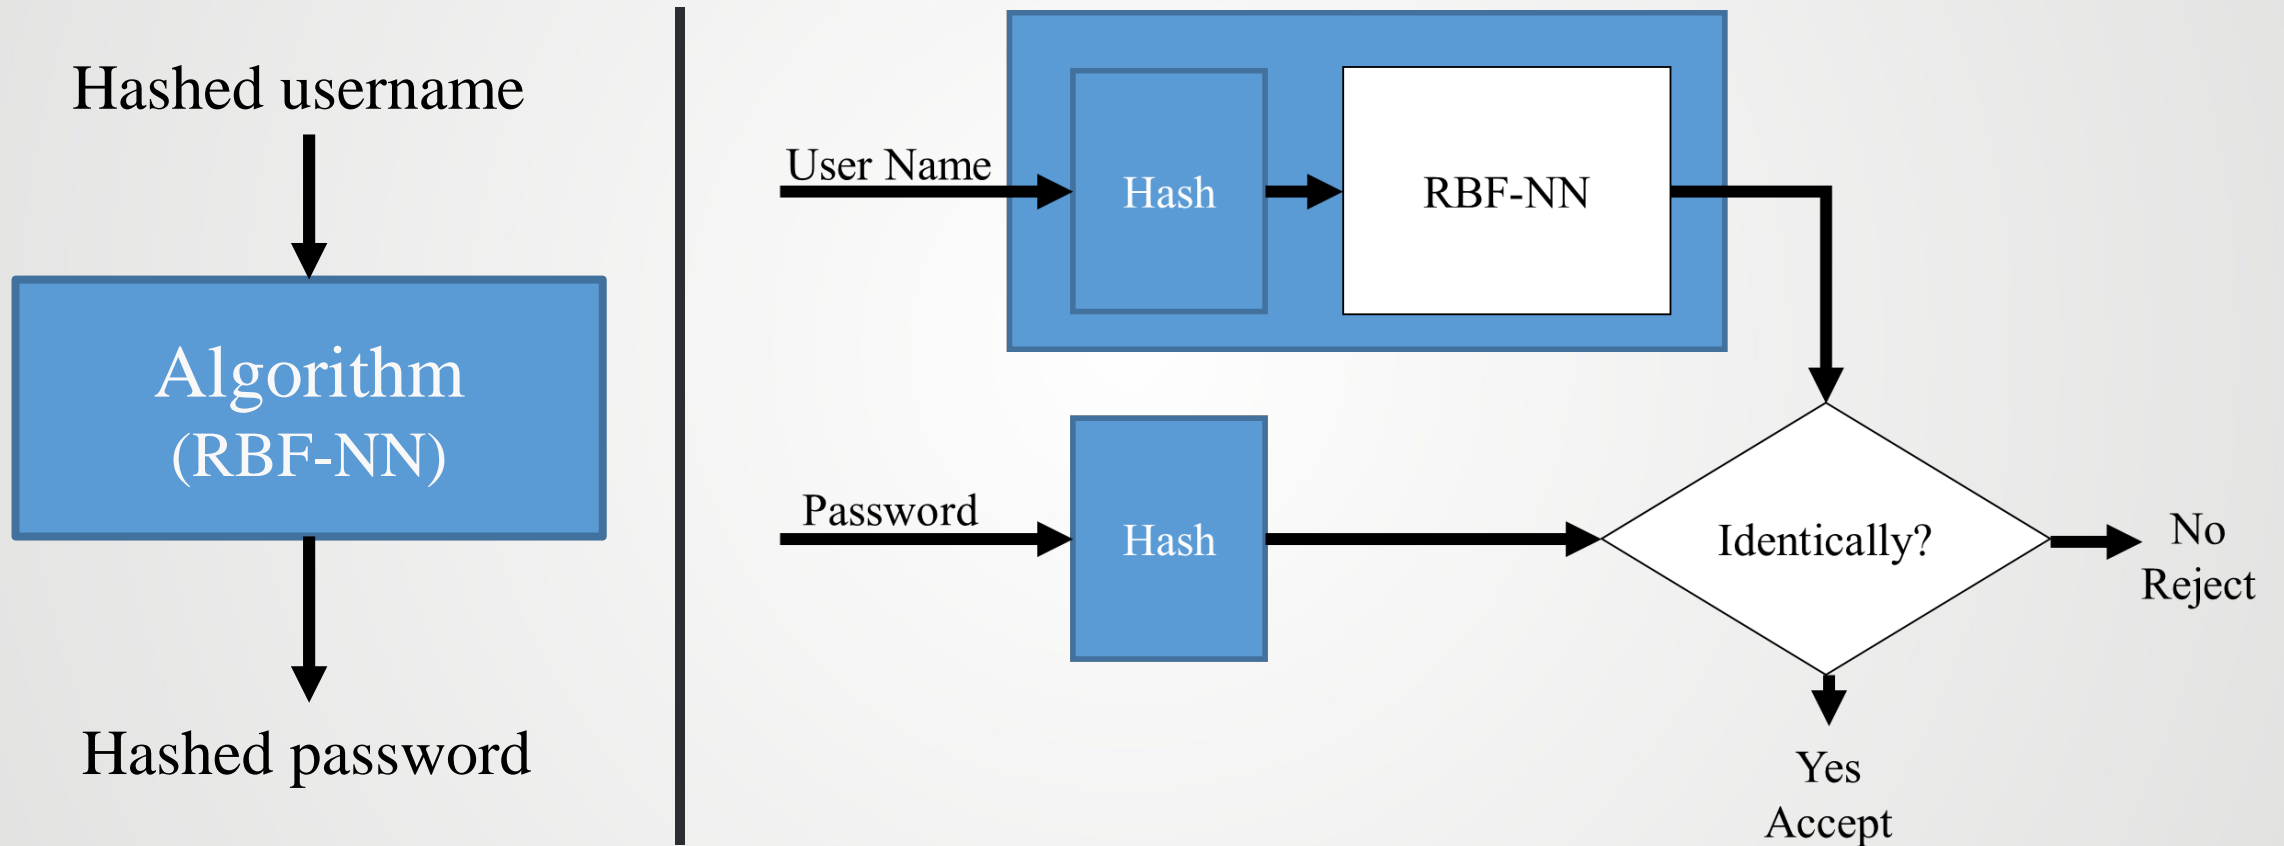 Hashed username
Algorithm
(RBF-NN)
Hashed password
User Name
Hash
RBF-NN
Password
Hash
Identically?
No
Reject
Yes
Accept